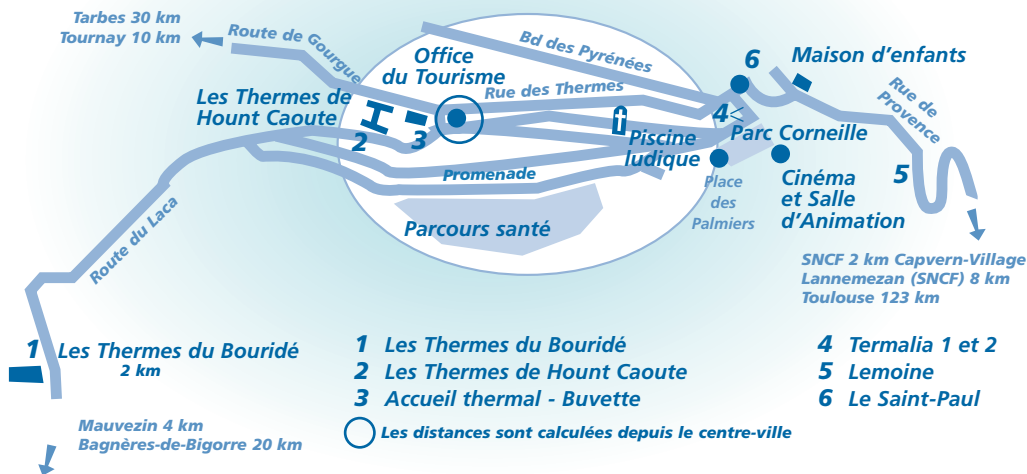 Tarbes 30 km
Tournay 10 km
Route de Gourgue
Office
du Tourisme
Bd des Pyrénées
6
Maison d'enfants
Les Thermes de
Hount Caoute
Rue des Thermes
Rue de
Provence
2
3
4
Parc Corneille
Piscine
ludique
Promenade
Place
des
Palmiers
Cinéma
et Salle
d'Animation
5
Route du Laca
Parcours santé
SNCF 2 km Capvern-Village
Lannemezan (SNCF) 8 km
Toulouse 123 km
1 Les Thermes du Bouridé
2 km
Mauvezin 4 km
Bagnères-de-Bigorre 20 km
1 Les Thermes du Bouridé
2 Les Thermes de Hount Caoute
3 Accueil thermal - Buvette
Les distances sont calculées depuis le centre-ville
4 Termalia 1 et 2
5 Lemoine
6 Le Saint-Paul